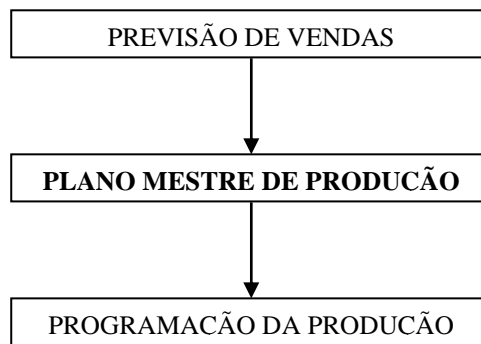 PREVISÃO DE VENDAS
PLANO MESTRE DE PRODUCÃO
PROGRAMACÃO DA PRODUCÃO